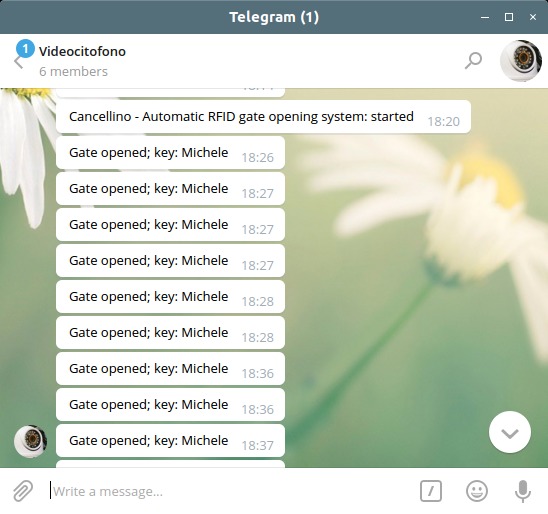 Telegram (1)
1
Videocitofono
6 members
Cancellino - Automatic RFID gate opening system: started 18:20
Gate opened; key: Michele 18:26
Gate opened; key: Michele 18:27
Gate opened; key: Michele 18:27
Gate opened; key: Michele 18:27
Gate opened; key: Michele 18:28
Gate opened; key: Michele 18:28
Gate opened; key: Michele 18:36
Gate opened; key: Michele 18:36
Gate opened; key: Michele 18:37
Write a message...